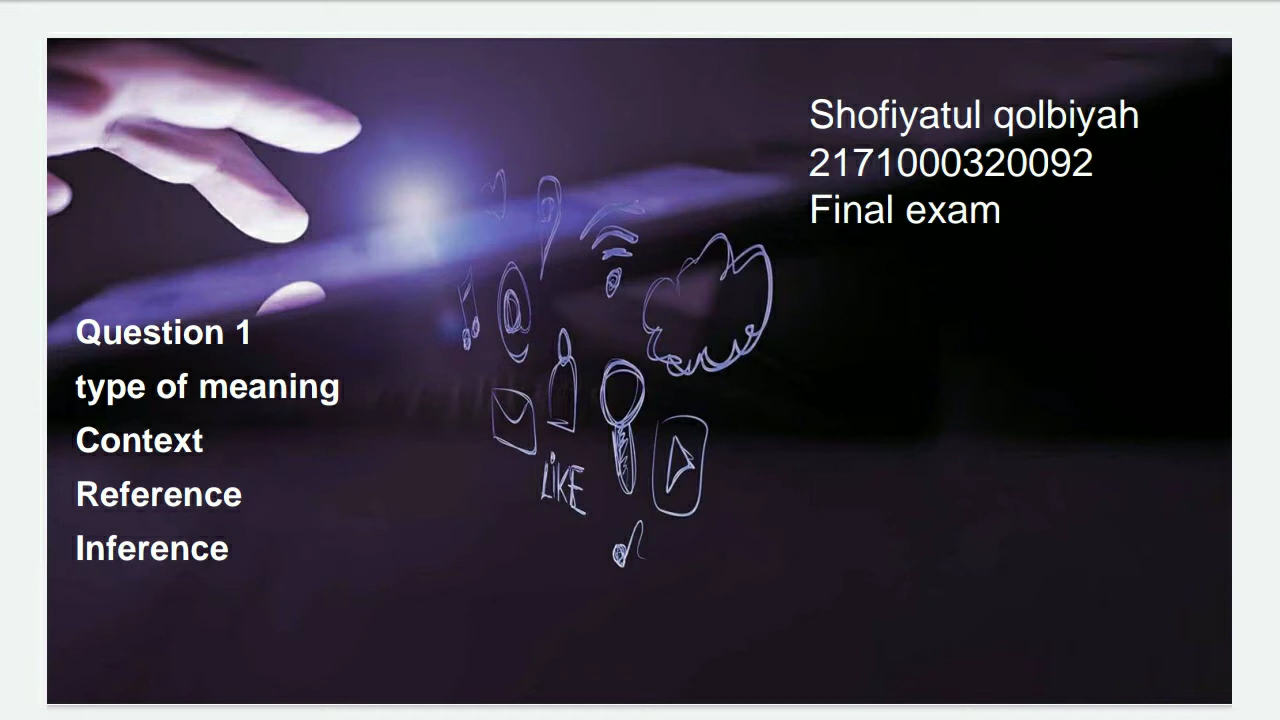 Shofiyatul qolbiyah
2171000320092
Final exam
Question 1
type of meaning
Context
Reference
Inference
LIKE